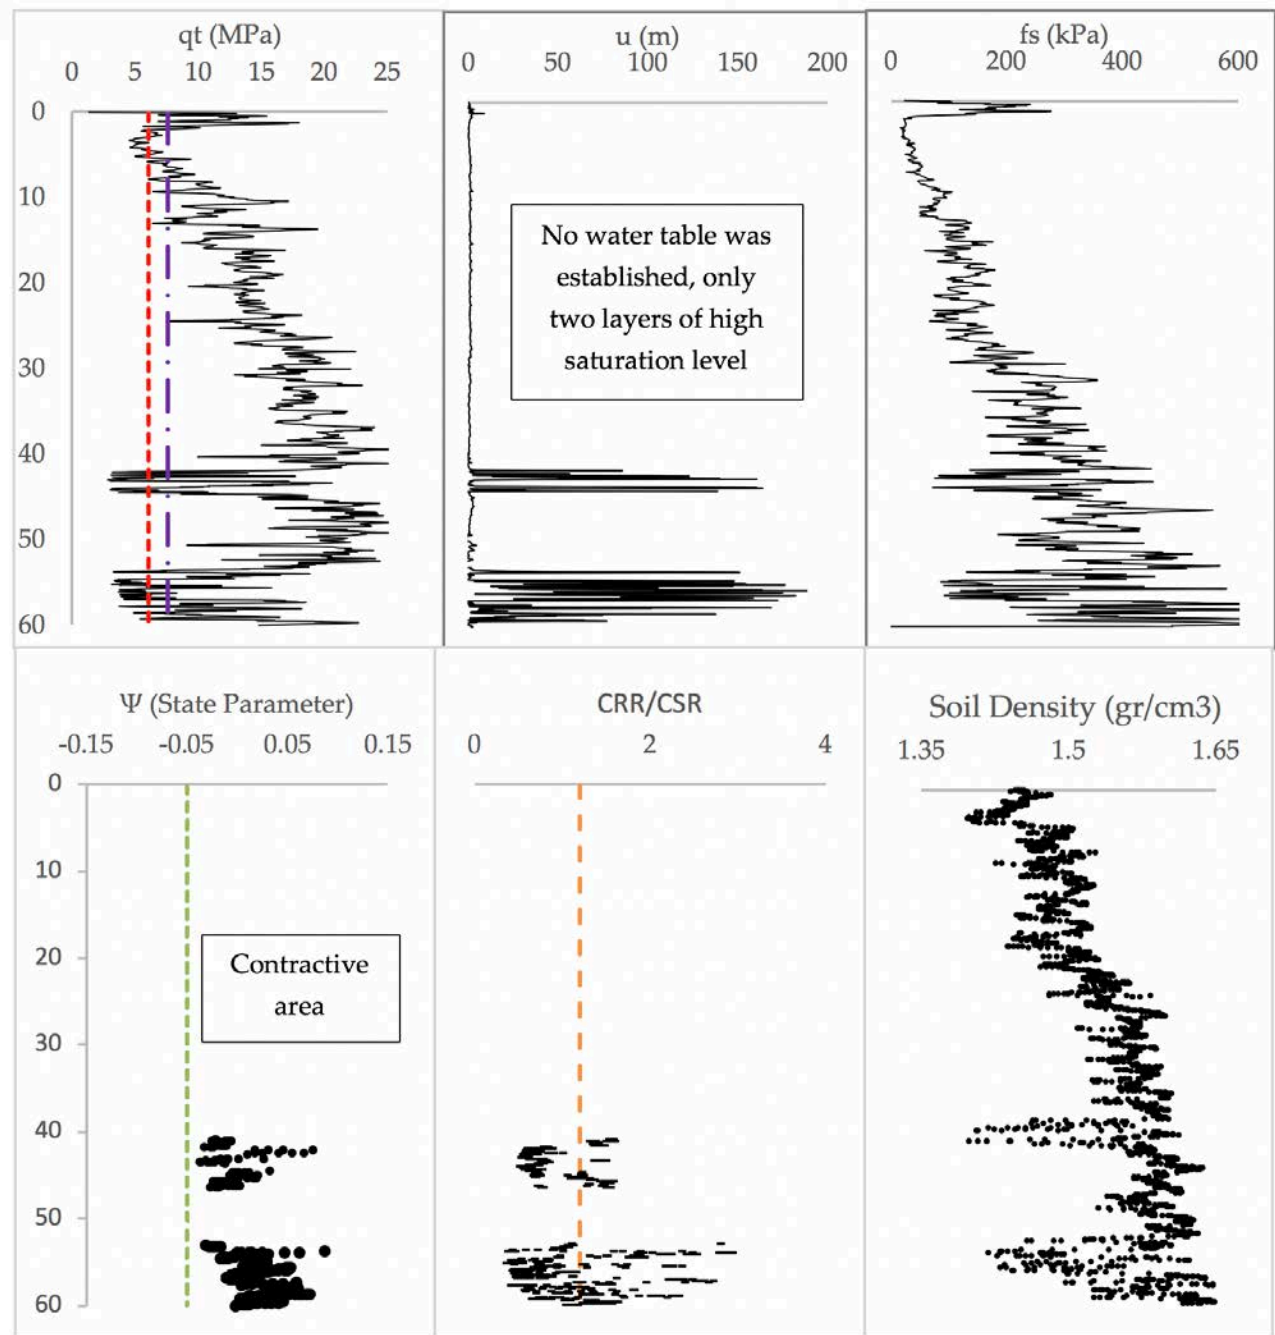 qt (MPa)
0 5 10 15 20 25
0
10
20
30
40
50
60
u (m)
0 50 100 150 200
No water table was
established, only
two layers of high
saturation level
fs (kPa)
0 200 400 600
Ψ (State Parameter)
-0.15 -0.05 0.05 0.15
0
10
20
30
40
50
60
Contractive
area
CRR/CSR
0 2 4
Soil Density (gr/cm3)
1.35 1.5 1.65